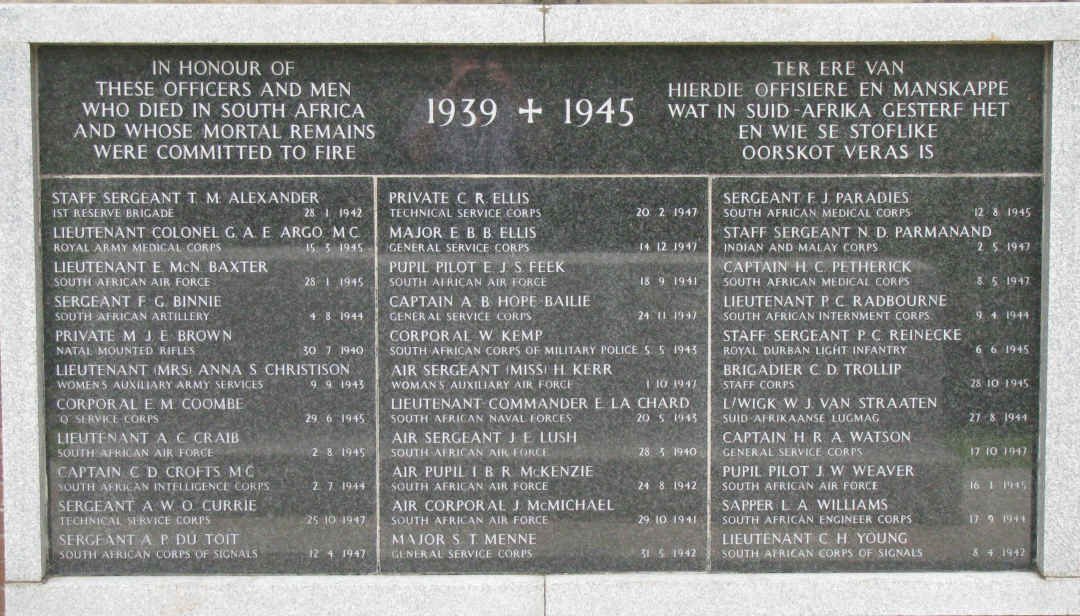 IN HONOUR OF
THESE OFFICERS AND MEN
WHO DIED IN SOUTH AFRICA
AND WHOSE MORTAL REMAINS
WERE COMMITTED TO FIRE
1939 ✝ 1945
TER ERE VAN
HIERDIE OFFISIERE EN MANSKAPPE
WAT IN SUID-AFRIKA GESTERF HET
EN WIE SE STOFLIKE
OORSKOT VERAS IS
STAFF SERGEANT T. M. ALEXANDER
1ST RESERVE BRIGADE 28·1·1942
LIEUTENANT COLONEL G. A. E. ARGO M.C.
ROYAL ARMY MEDICAL CORPS 15·3·1945
LIEUTENANT E. McN. BAXTER
SOUTH AFRICAN AIR FORCE 28·1·1945
SERGEANT F. G. BINNIE
SOUTH AFRICAN ARTILLERY 4·8·1944
PRIVATE M. J. E. BROWN
NATAL MOUNTED RIFLES 30·7·1940
LIEUTENANT (MRS) ANNA S. CHRISTISON
WOMEN'S AUXILIARY ARMY SERVICES 9·9·1943
CORPORAL E. M. COOMBE
'Q' SERVICE CORPS 29·6·1945
LIEUTENANT A. C. CRAIB
SOUTH AFRICAN AIR FORCE 2·8·1945
CAPTAIN C. D. CROFTS M.C.
SOUTH AFRICAN INTELLIGENCE CORPS 2·7·1944
SERGEANT A. W. O. CURRIE
TECHNICAL SERVICE CORPS 25·10·1947
SERGEANT A. P. DU TOIT
SOUTH AFRICAN CORPS OF SIGNALS 12·4·1947
PRIVATE C. R. ELLIS
TECHNICAL SERVICE CORPS 20·2·1947
MAJOR E. B. B. ELLIS
GENERAL SERVICE CORPS 14·12·1947
PUPIL PILOT E. J. S. FEEK
SOUTH AFRICAN AIR FORCE 18·9·1941
CAPTAIN A. B. HOPE-BAILIE
GENERAL SERVICE CORPS 24·11·1947
CORPORAL W. KEMP
SOUTH AFRICAN CORPS OF MILITARY POLICE 5·5·1943
AIR SERGEANT (MISS) H. KERR
WOMAN'S AUXILIARY AIR FORCE 1·10·1947
LIEUTENANT-COMMANDER E. LA CHARD
SOUTH AFRICAN NAVAL FORCES 20·5·1943
AIR SERGEANT J. E. LUSH
SOUTH AFRICAN AIR FORCE 28·3·1940
AIR PUPIL I. B. R. McKENZIE
SOUTH AFRICAN AIR FORCE 24·8·1942
AIR CORPORAL J. McMICHAEL
SOUTH AFRICAN AIR FORCE 29·10·1941
MAJOR S. T. MENNE
GENERAL SERVICE CORPS 31·5·1942
SERGEANT F. J. PARADIES
SOUTH AFRICAN MEDICAL CORPS 12·8·1945
STAFF SERGEANT N. D. PARMANAND
INDIAN AND MALAY CORPS 2·5·1947
CAPTAIN H. C. PETHERICK
SOUTH AFRICAN MEDICAL CORPS 8·5·1947
LIEUTENANT P. C. RADBOURNE
SOUTH AFRICAN INTERNMENT CORPS 9·4·1944
STAFF SERGEANT P. C. REINECKE
ROYAL DURBAN LIGHT INFANTRY 6·6·1945
BRIGADIER C. D. TROLLIP
STAFF CORPS 28·10·1945
L/WIGK W. J. VAN STRAATEN
SUID-AFRIKAANSE LUGMAG 27·8·1944
CAPTAIN H. R. A. WATSON
GENERAL SERVICE CORPS 17·10·1947
PUPIL PILOT J. W. WEAVER
SOUTH AFRICAN AIR FORCE 16·1·1945
SAPPER L. A. WILLIAMS
SOUTH AFRICAN ENGINEER CORPS 17·9·1944
LIEUTENANT C. H. YOUNG
SOUTH AFRICAN CORPS OF SIGNALS 8·4·1942